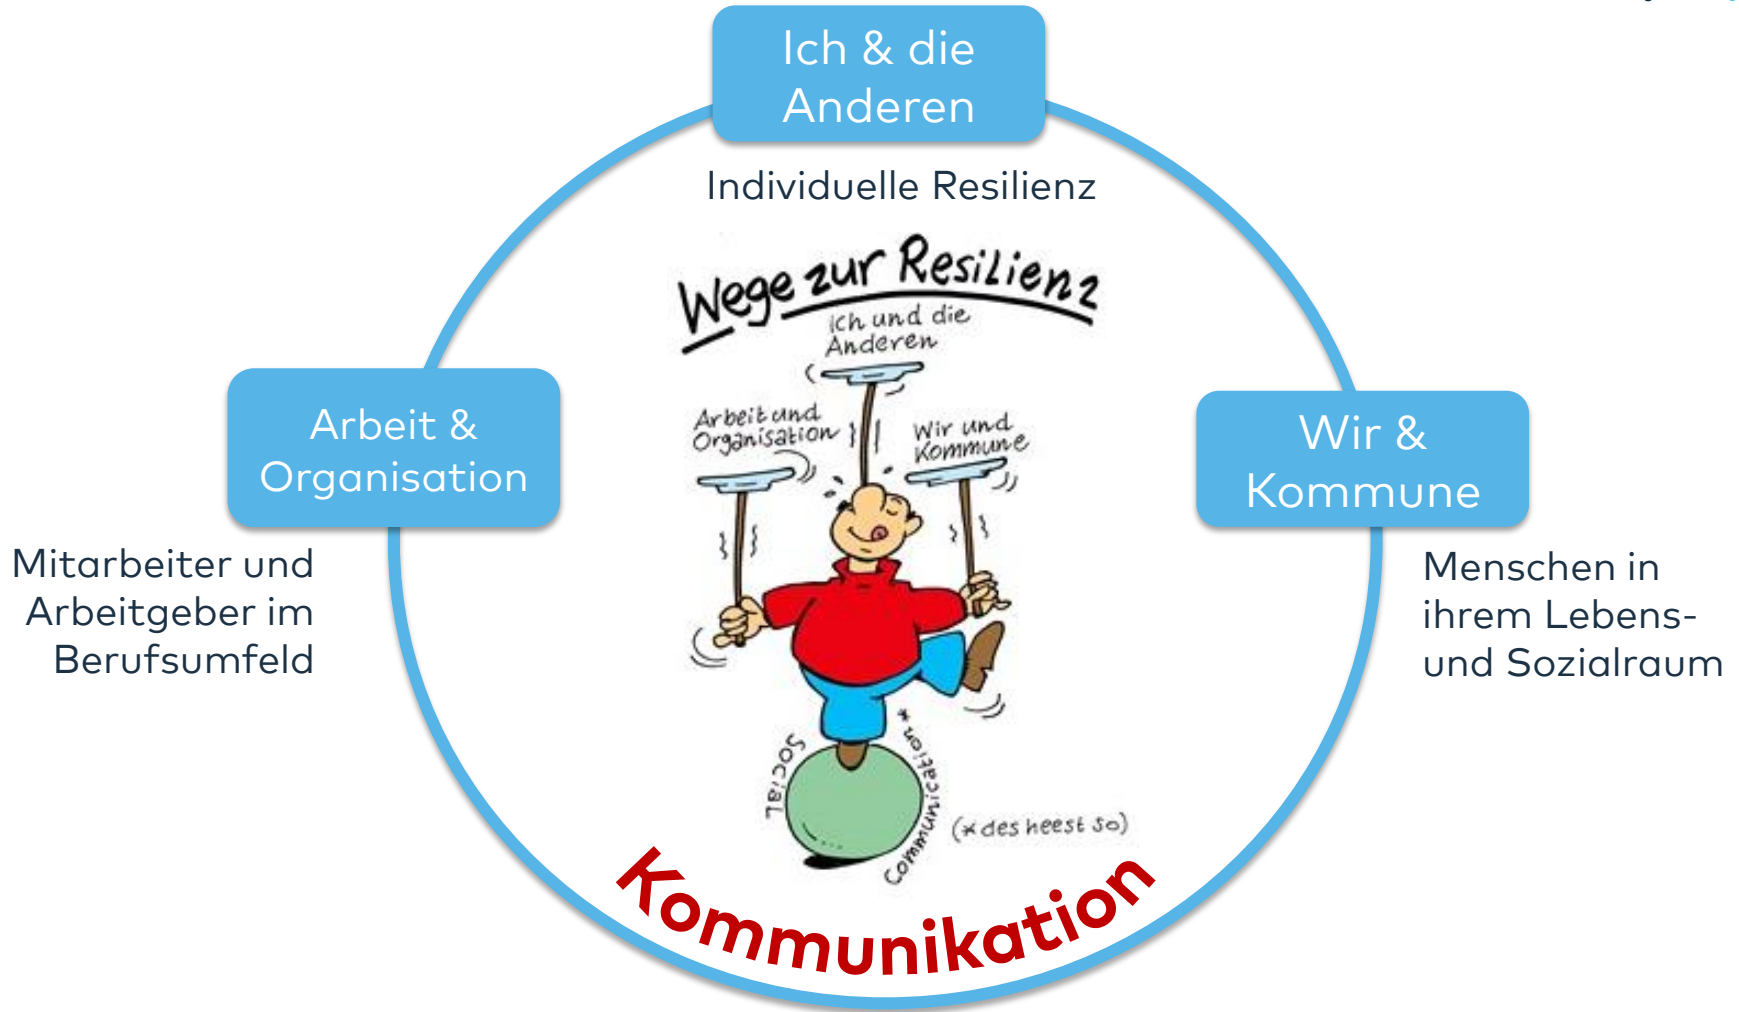 Ich & die
Anderen
Individuelle Resilienz
Wege zur Resilienz
Ich und die
Anderen
Arbeit und
Organisation
Wir und
Kommune
Arbeit &
Organisation
Mitarbeiter und
Arbeitgeber im
Berufsumfeld
Wir &
Kommune
Menschen in
ihrem Lebens-
und Sozialraum
Social
Communication *
(* des heest so)
Kommunikation